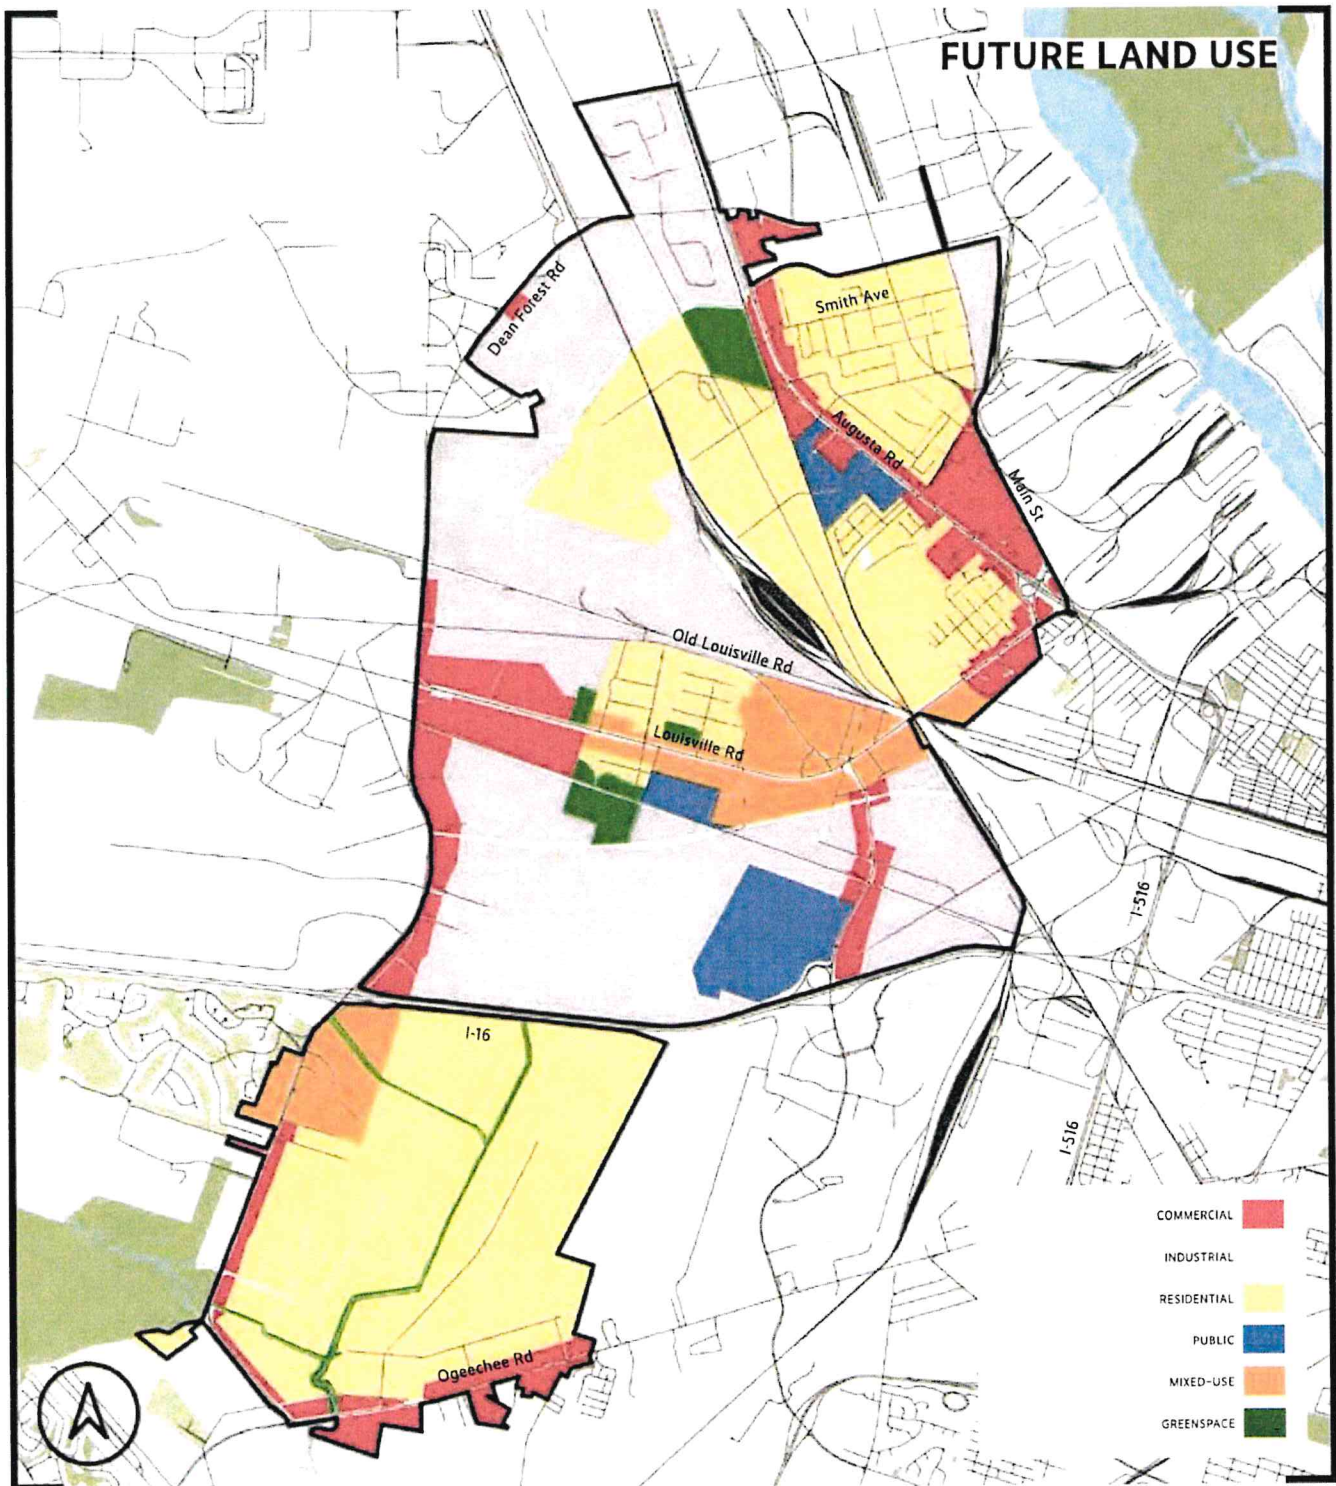 FUTURE LAND USE
Dean Forest Rd
Smith Ave
Augusta Rd
Main St
Old Louisville Rd
Louisville Rd
I-516
I-16
I-516
Ogeechee Rd
COMMERCIAL
INDUSTRIAL
RESIDENTIAL
PUBLIC
MIXED-USE
GREENSPACE